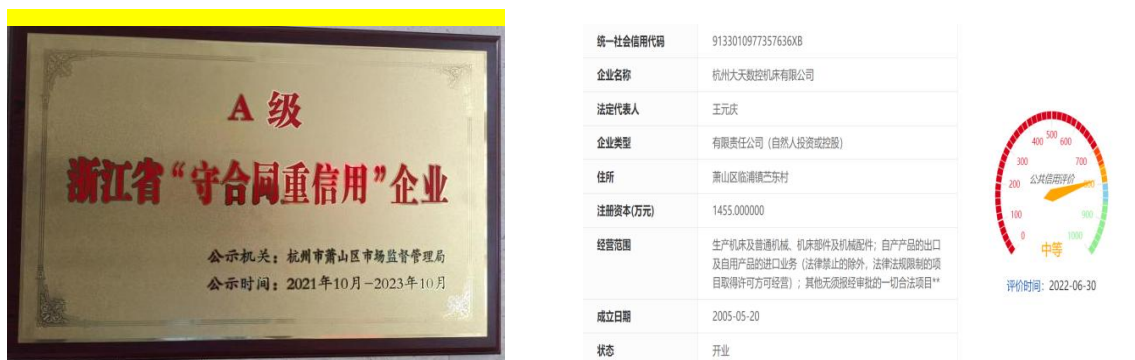 A 级
浙江省“守合同重信用”企业
公示机关：杭州市萧山区市场监督管理局
公示时间：2021年10月-2023年10月
统一社会信用代码 9133010977357636XB
企业名称 杭州大天数控机床有限公司
法定代表人 王元庆
企业类型 有限责任公司（自然人投资或控股）
住所 萧山区临浦镇苎东村
注册资本(万元) 1455.000000
经营范围 生产机床及普通机械、机床部件及机械配件；自产产品的出口
及自用产品的进口业务（法律禁止的除外，法律法规限制的项
目取得许可方可经营）；其他无须报经审批的一切合法项目**
成立日期 2005-05-20
状态 开业
500
400 600
300 700
公共信用评价
200
100 900
0 1000
中等
评价时间：2022-06-30